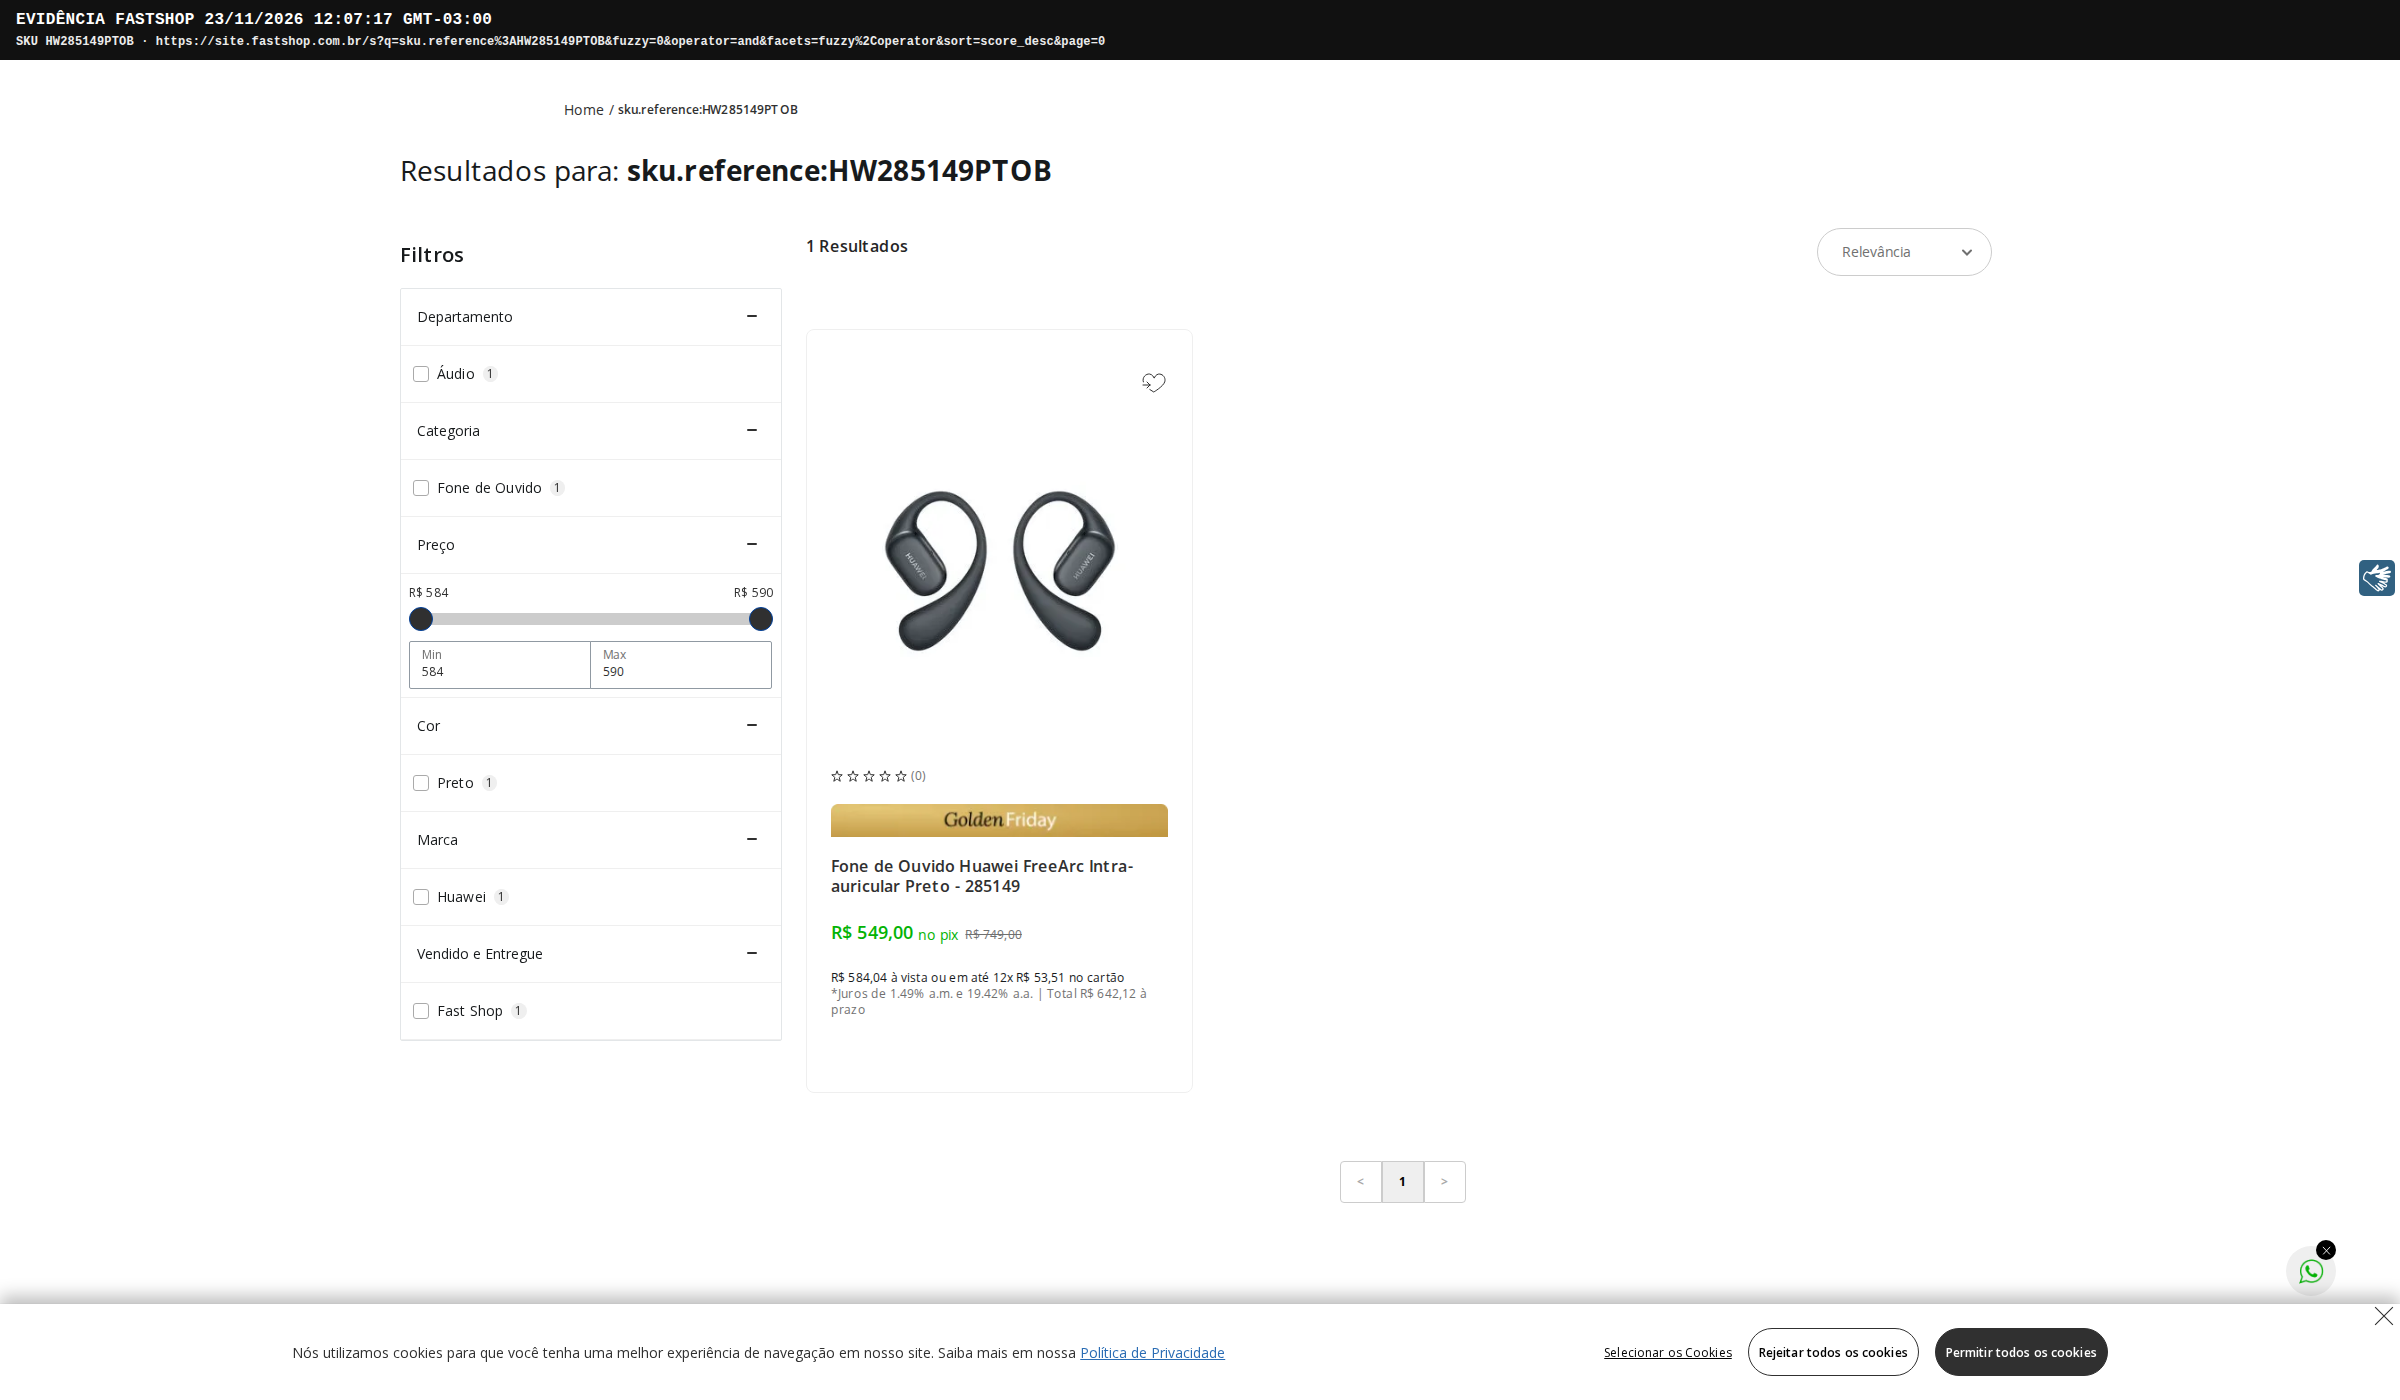 EVIDÊNCIA FASTSHOP 23/11/2026 12:07:17 GMT-03:00
SKU HW285149PTOB · https://site.fastshop.com.br/s?q=sku.reference%3AHW285149PTOB&fuzzy=0&operator=and&facets=fuzzy%2Coperator&sort=score_desc&page=0
Home / sku.reference:HW285149PTOB
Resultados para: sku.reference:HW285149PTOB
Filtros
1 Resultados
Relevância
Departamento
Áudio 1
Categoria
Fone de Ouvido 1
Preço
R$ 584 R$ 590
Min
584
Max
590
Cor
Preto 1
Marca
Huawei 1
Vendido e Entregue
Fast Shop 1
HUAWEI HUAWEI
(0)
Golden Friday
Fone de Ouvido Huawei FreeArc Intra-
auricular Preto - 285149
R$ 549,00 no pix R$ 749,00
R$ 584,04 à vista ou em até 12x R$ 53,51 no cartão
*Juros de 1.49% a.m. e 19.42% a.a. | Total R$ 642,12 à
prazo
< 1 >
Nós utilizamos cookies para que você tenha uma melhor experiência de navegação em nosso site. Saiba mais em nossa Política de Privacidade
Selecionar os Cookies
Rejeitar todos os cookies
Permitir todos os cookies